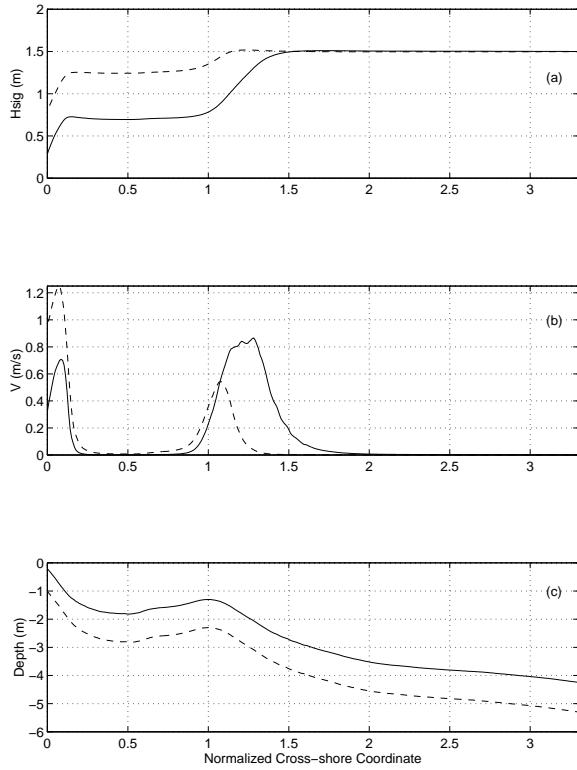 2
1.5
1
0.5
0
Hsig (m)
(a)
0 0.5 1 1.5 2 2.5 3
1.2
1
0.8
0.6
0.4
0.2
0
V (m/s)
(b)
0 0.5 1 1.5 2 2.5 3
0
−1
−2
−3
−4
−5
−6
Depth (m)
(c)
0 0.5 1 1.5 2 2.5 3
Normalized Cross−shore Coordinate